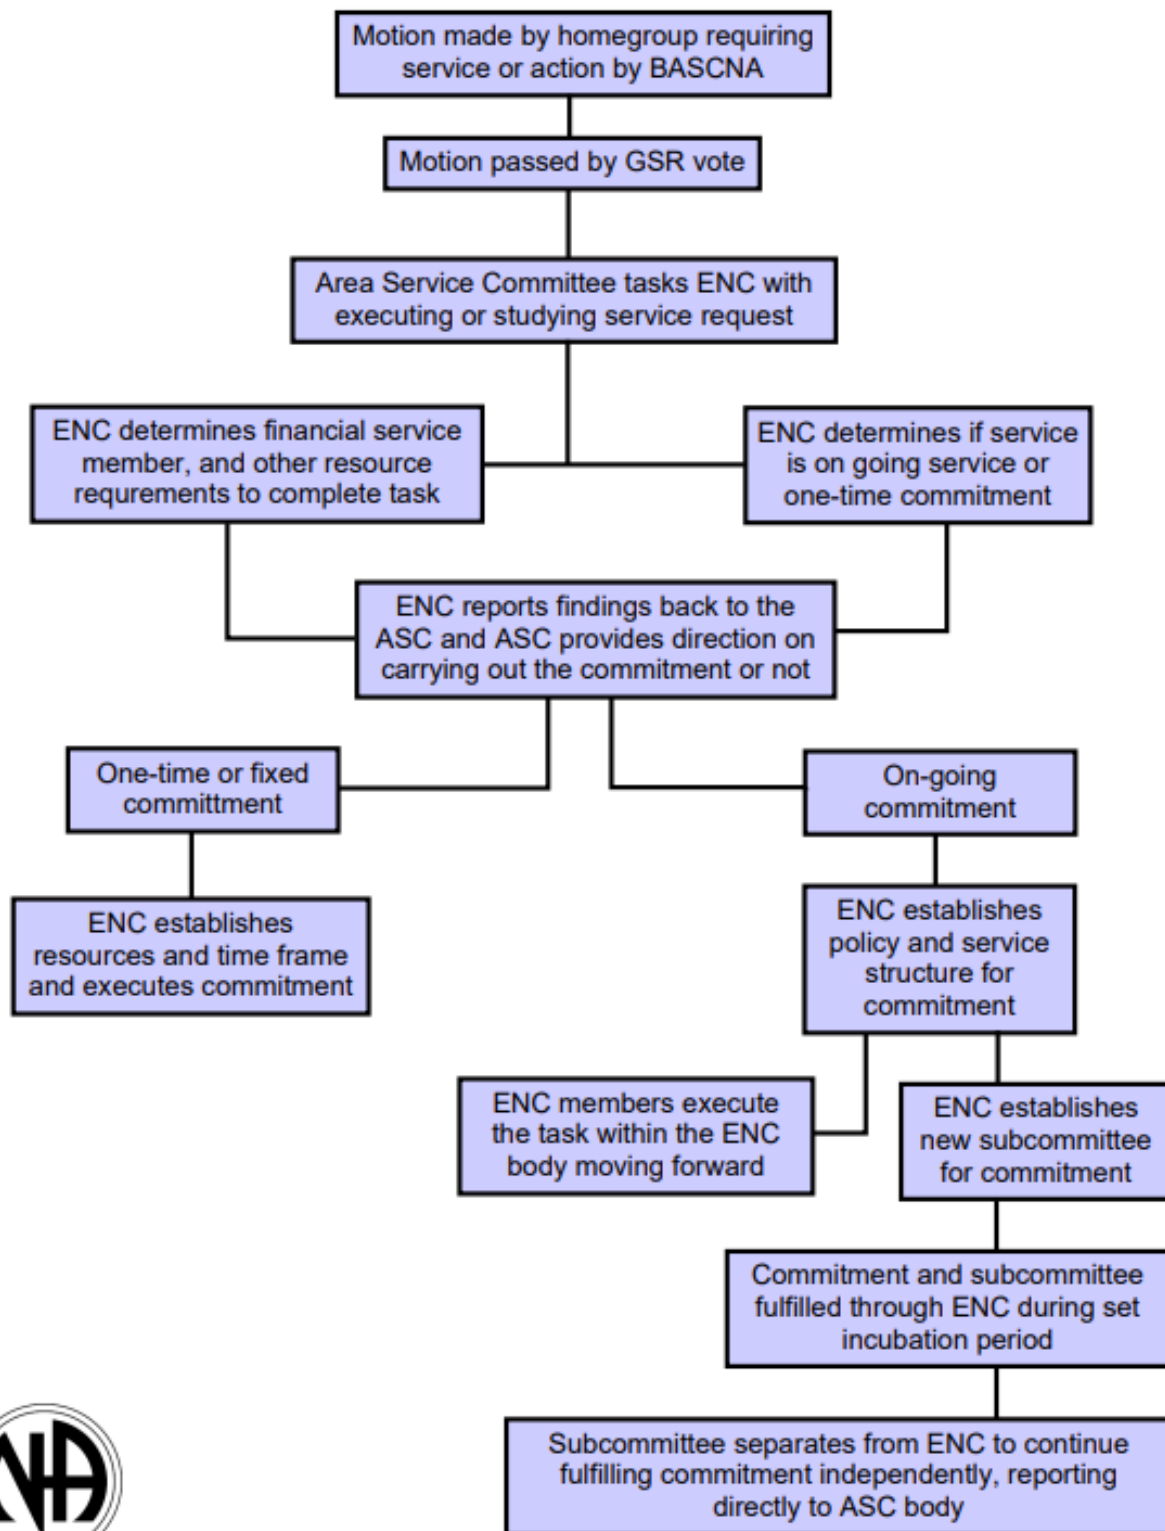 Motion made by homegroup requiring
service or action by BASCNA
Motion passed by GSR vote
Area Service Committee tasks ENC with
executing or studying service request
ENC determines financial service
member, and other resource
requrements to complete task
ENC determines if service
is on going service or
one-time commitment
ENC reports findings back to the
ASC and ASC provides direction on
carrying out the commitment or not
One-time or fixed
committment
On-going
commitment
ENC establishes
resources and time frame
and executes commitment
ENC establishes
policy and service
structure for
commitment
ENC members execute
the task within the ENC
body moving forward
ENC establishes
new subcommittee
for commitment
Commitment and subcommittee
fulfilled through ENC during set
incubation period
Subcommittee separates from ENC to continue
fulfilling commitment independently, reporting
directly to ASC body
NA